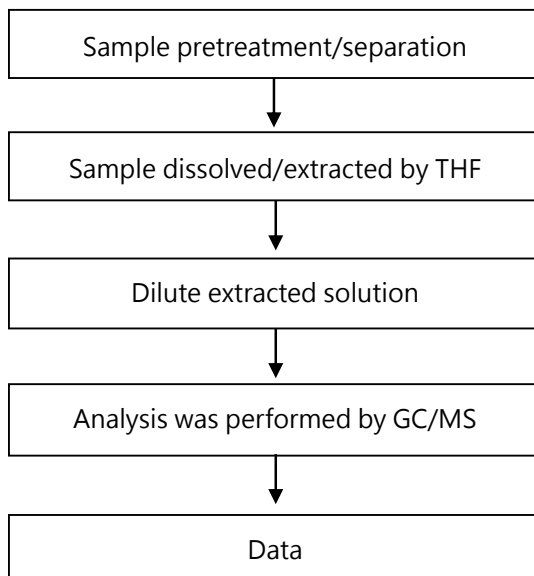 Sample pretreatment/separation
Sample dissolved/extracted by THF
Dilute extracted solution
Analysis was performed by GC/MS
Data